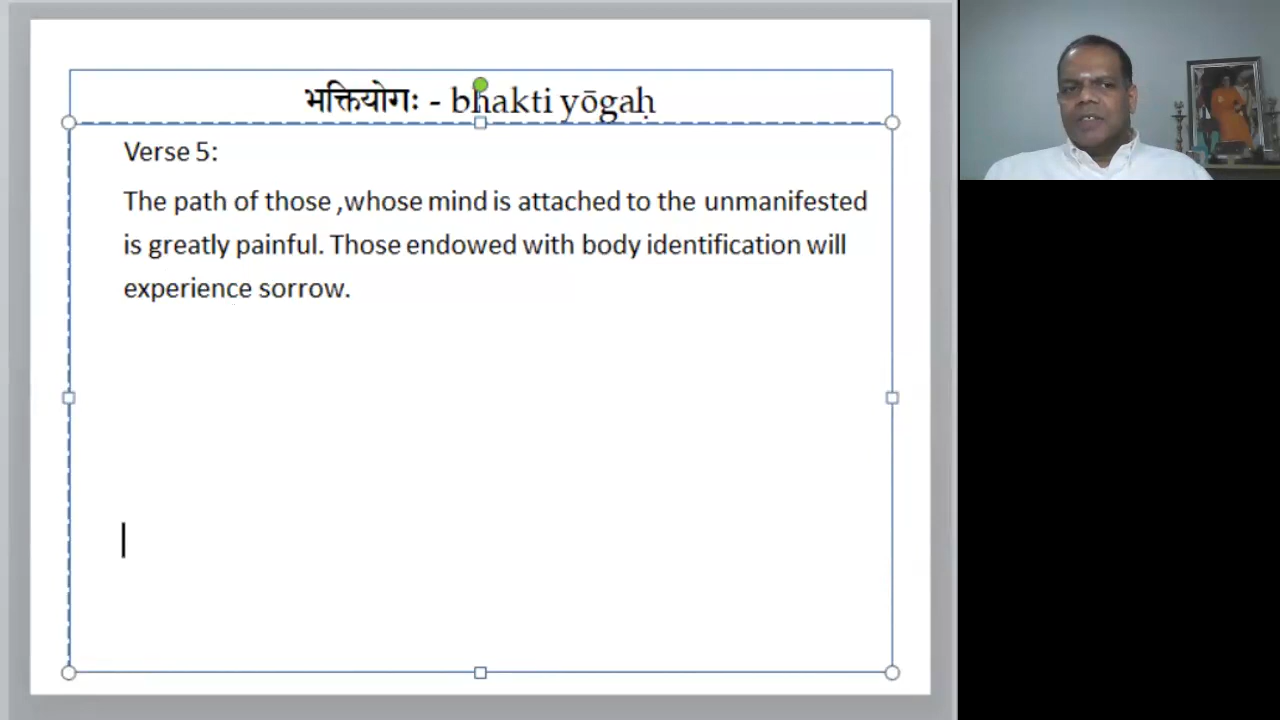 भक्तियोगः - bhakti yōgaḥ
Verse 5:
The path of those ,whose mind is attached to the unmanifested
is greatly painful. Those endowed with body identification will
experience sorrow.